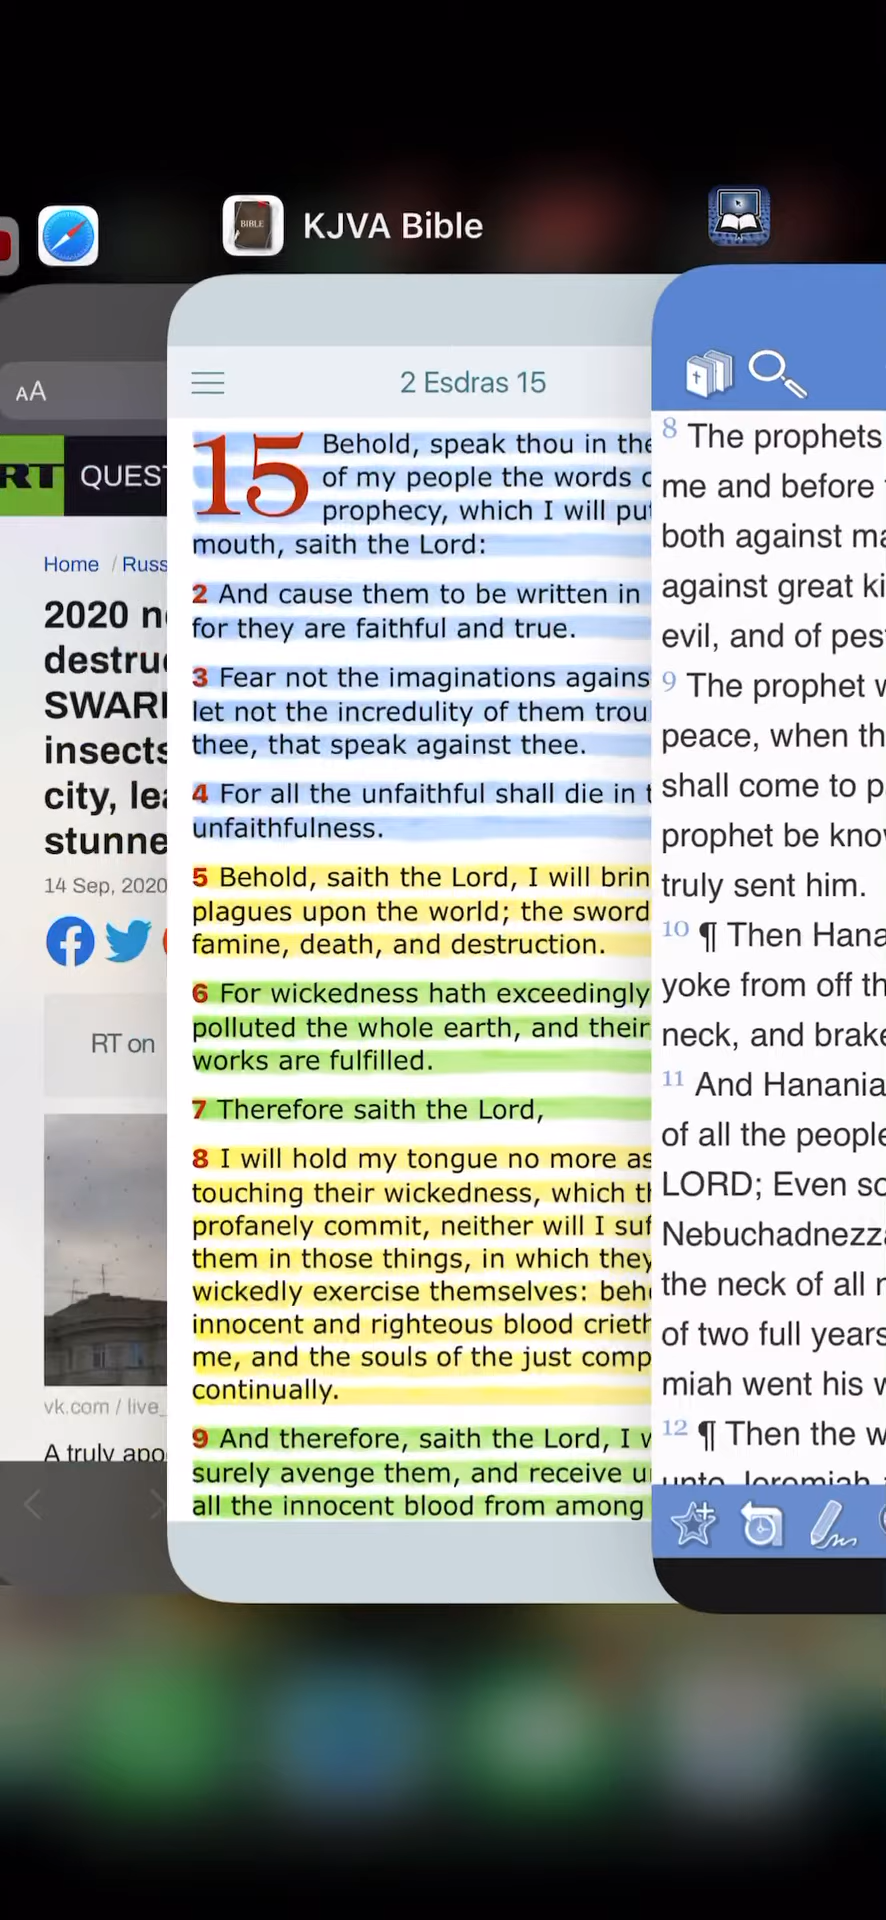 KJVA Bible
BIBLE
AA
RT QUES
Home / Russ
2020 n
destru
SWAR
insects
city, lea
stunne
14 Sep, 2020
RT on
vk.com / live_
A truly apo
2 Esdras 15
15 Behold, speak thou in the
of my people the words
prophecy, which I will pu
mouth, saith the Lord:
2 And cause them to be written in
for they are faithful and true.
3 Fear not the imaginations agains
let not the incredulity of them trou
thee, that speak against thee.
4 For all the unfaithful shall die in t
unfaithfulness.
5 Behold, saith the Lord, I will brin
plagues upon the world; the sword
famine, death, and destruction.
6 For wickedness hath exceedingly
polluted the whole earth, and their
works are fulfilled.
7 Therefore saith the Lord,
8 I will hold my tongue no more as
touching their wickedness, which th
profanely commit, neither will I suf
them in those things, in which they
wickedly exercise themselves: beh
innocent and righteous blood crieth
me, and the souls of the just comp
continually.
9 And therefore, saith the Lord, I w
surely avenge them, and receive u
all the innocent blood from among
8 The prophets
me and before
both against ma
against great ki
evil, and of pes
9 The prophet w
peace, when th
shall come to p
prophet be know
truly sent him.
10 ¶ Then Hana
yoke from off th
neck, and brake
11 And Hanania
of all the people
LORD; Even so
Nebuchadnezza
the neck of all n
of two full years
miah went his w
12 ¶ Then the w
unto Jeremiah